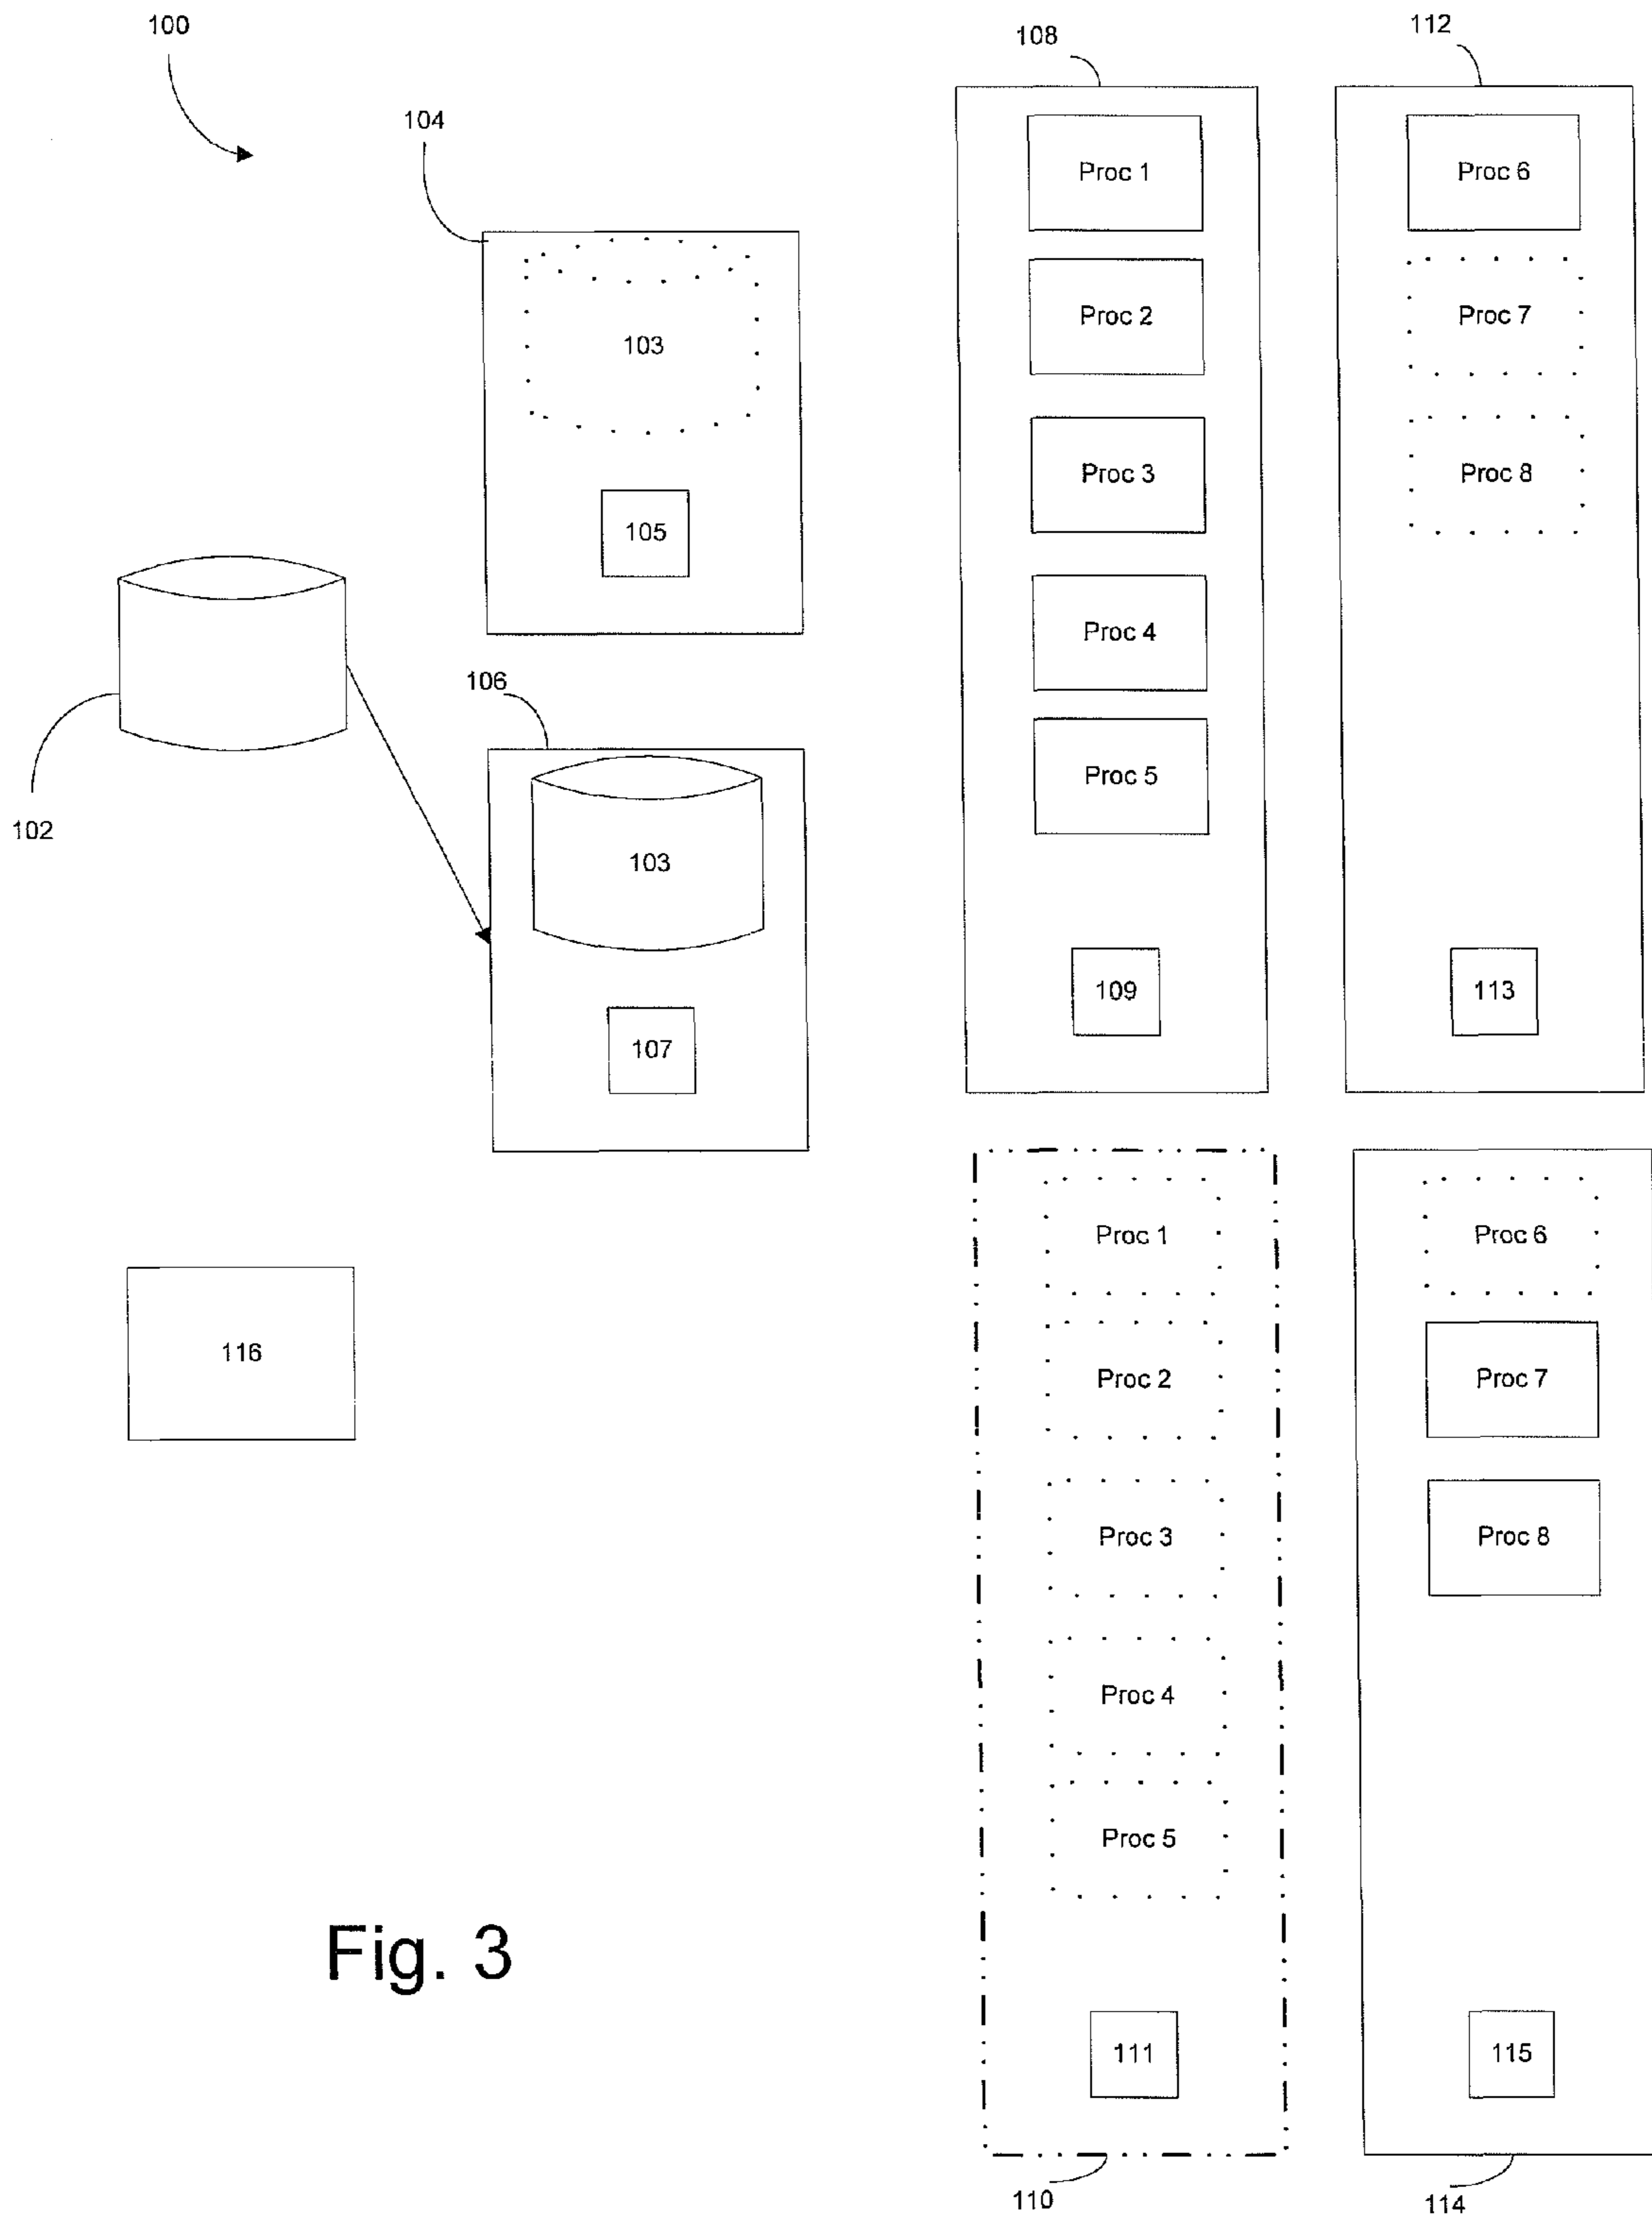 100
108
112
104
Proc 1
Proc 6
Proc 2
Proc 7
103
Proc 3
Proc 8
105
Proc 4
106
Proc 5
102
103
109
113
107
Proc 1
Proc 6
116
Proc 2
Proc 7
Proc 3
Proc 8
Proc 4
Proc 5
Fig. 3
111
115
110
114